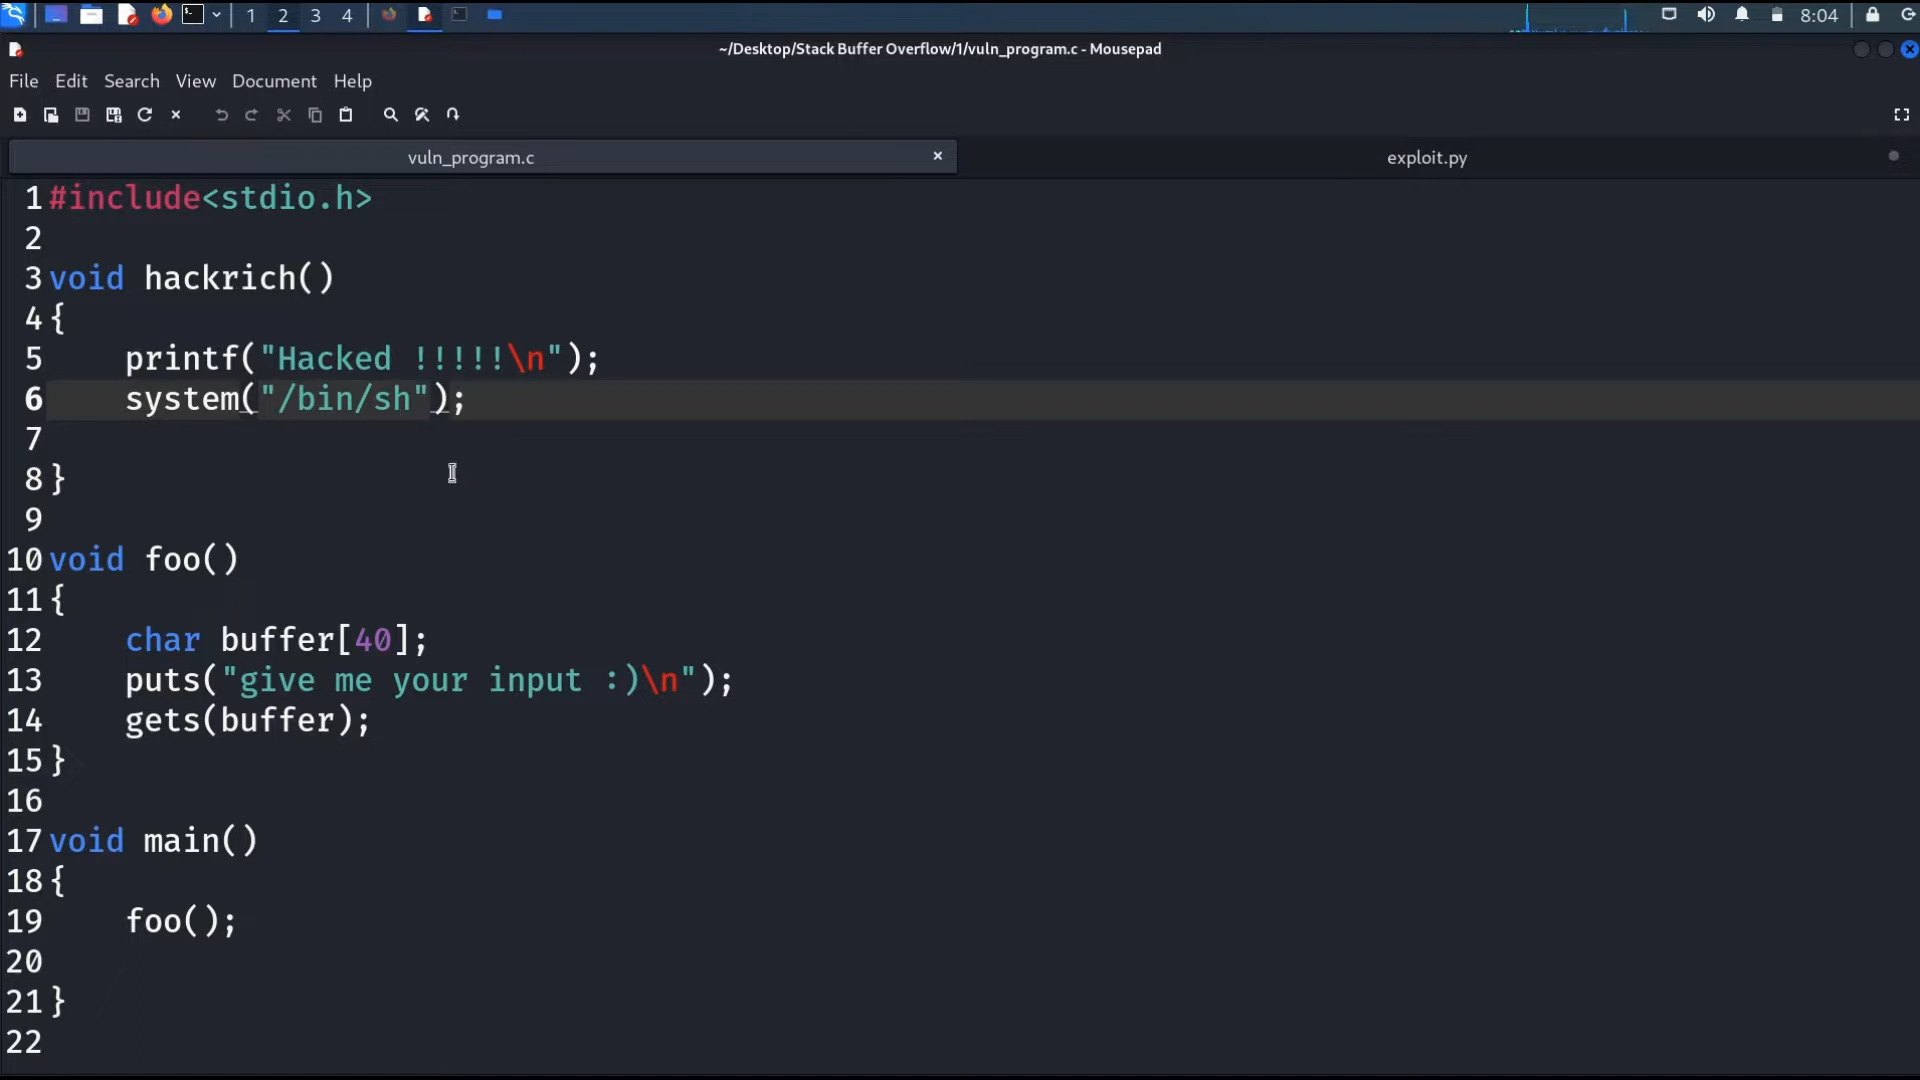 1 2 3 4 8:04
~/Desktop/Stack Buffer Overflow/1/vuln_program.c - Mousepad
File Edit Search View Document Help
vuln_program.c × exploit.py
1 #include<stdio.h>
2
3 void hackrich()
4 {
5     printf("Hacked !!!!!\n");
6     system("/bin/sh");
7
8 }
9
10 void foo()
11 {
12     char buffer[40];
13     puts("give me your input :)\n");
14     gets(buffer);
15 }
16
17 void main()
18 {
19     foo();
20
21 }
22